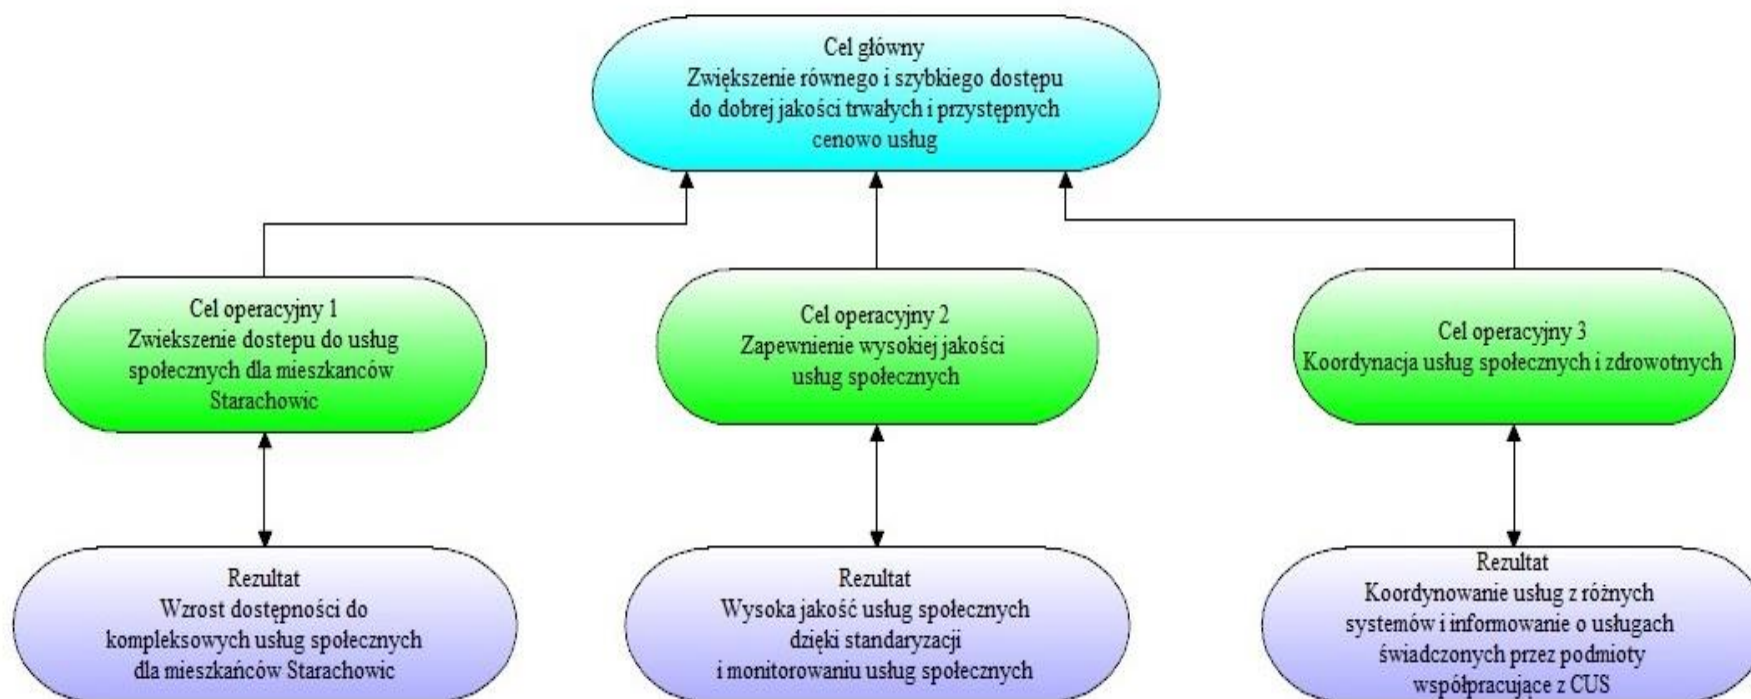 Cel główny
Zwiększenie równego i szybkiego dostępu
do dobrej jakości trwałych i przystępnych
cenowo usług
Cel operacyjny 1
Zwiekszenie dostepu do usług
społecznych dla mieszkanców
Starachowic
Cel operacyjny 2
Zapewnienie wysokiej jakości
usług społecznych
Cel operacyjny 3
Koordynacja usług społecznych i zdrowotnych
Rezultat
Wzrost dostępności do
kompleksowych usług społecznych
dla mieszkańców Starachowic
Rezultat
Wysoka jakość usług społecznych
dzięki standaryzacji
i monitorowaniu usług społecznych
Rezultat
Koordynowanie usług z różnych
systemów i informowanie o usługach
świadczonych przez podmioty
współpracujące z CUS